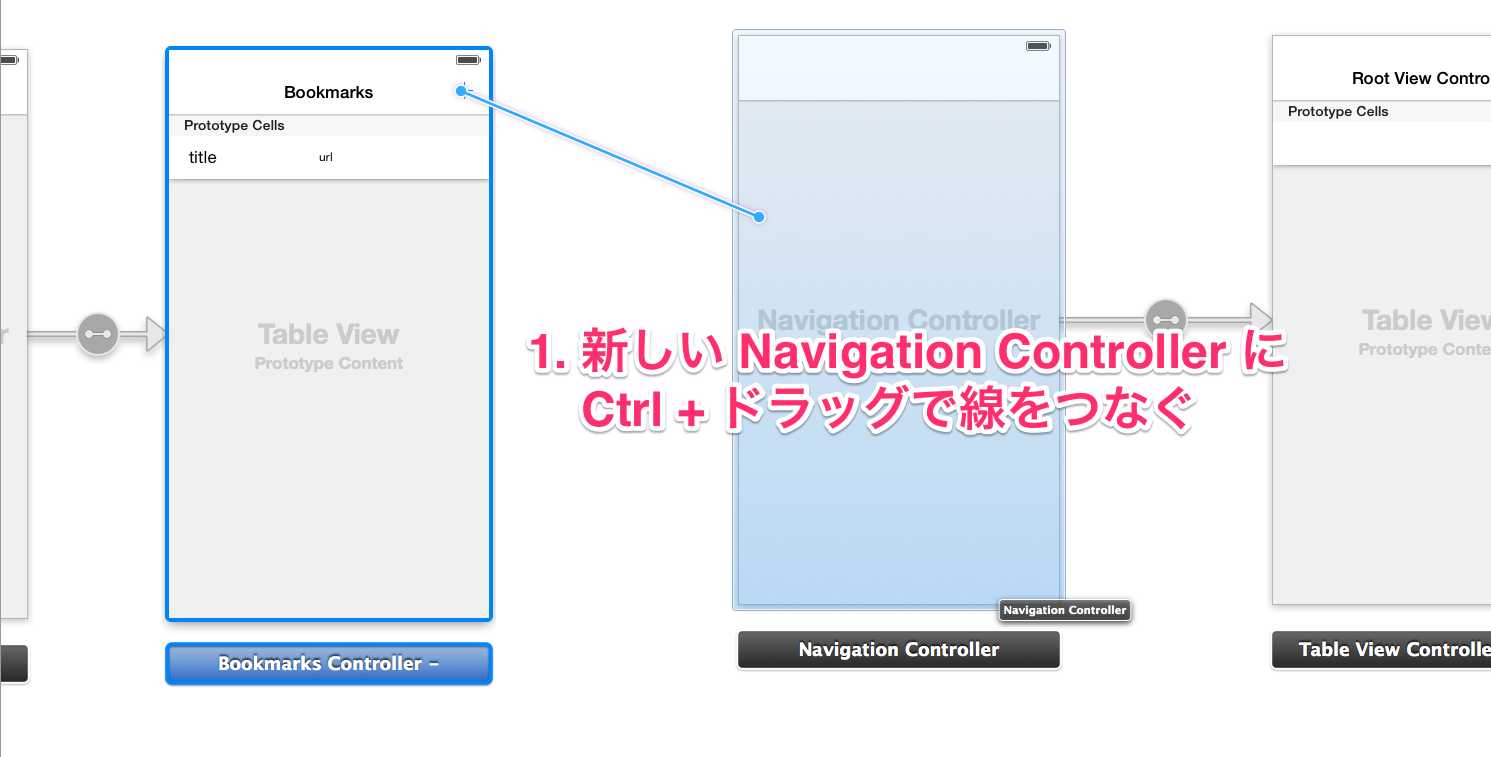 Bookmarks
Prototype Cells
title
url
Table View
Prototype Content
Bookmarks Controller -
Navigation Controller
1. 新しい Navigation Controller に
Ctrl + ドラッグで線をつなぐ
Navigation Controller
Navigation Controller
Root View Contro
Prototype Cells
Table View
Prototype Conte
Table View Controlle